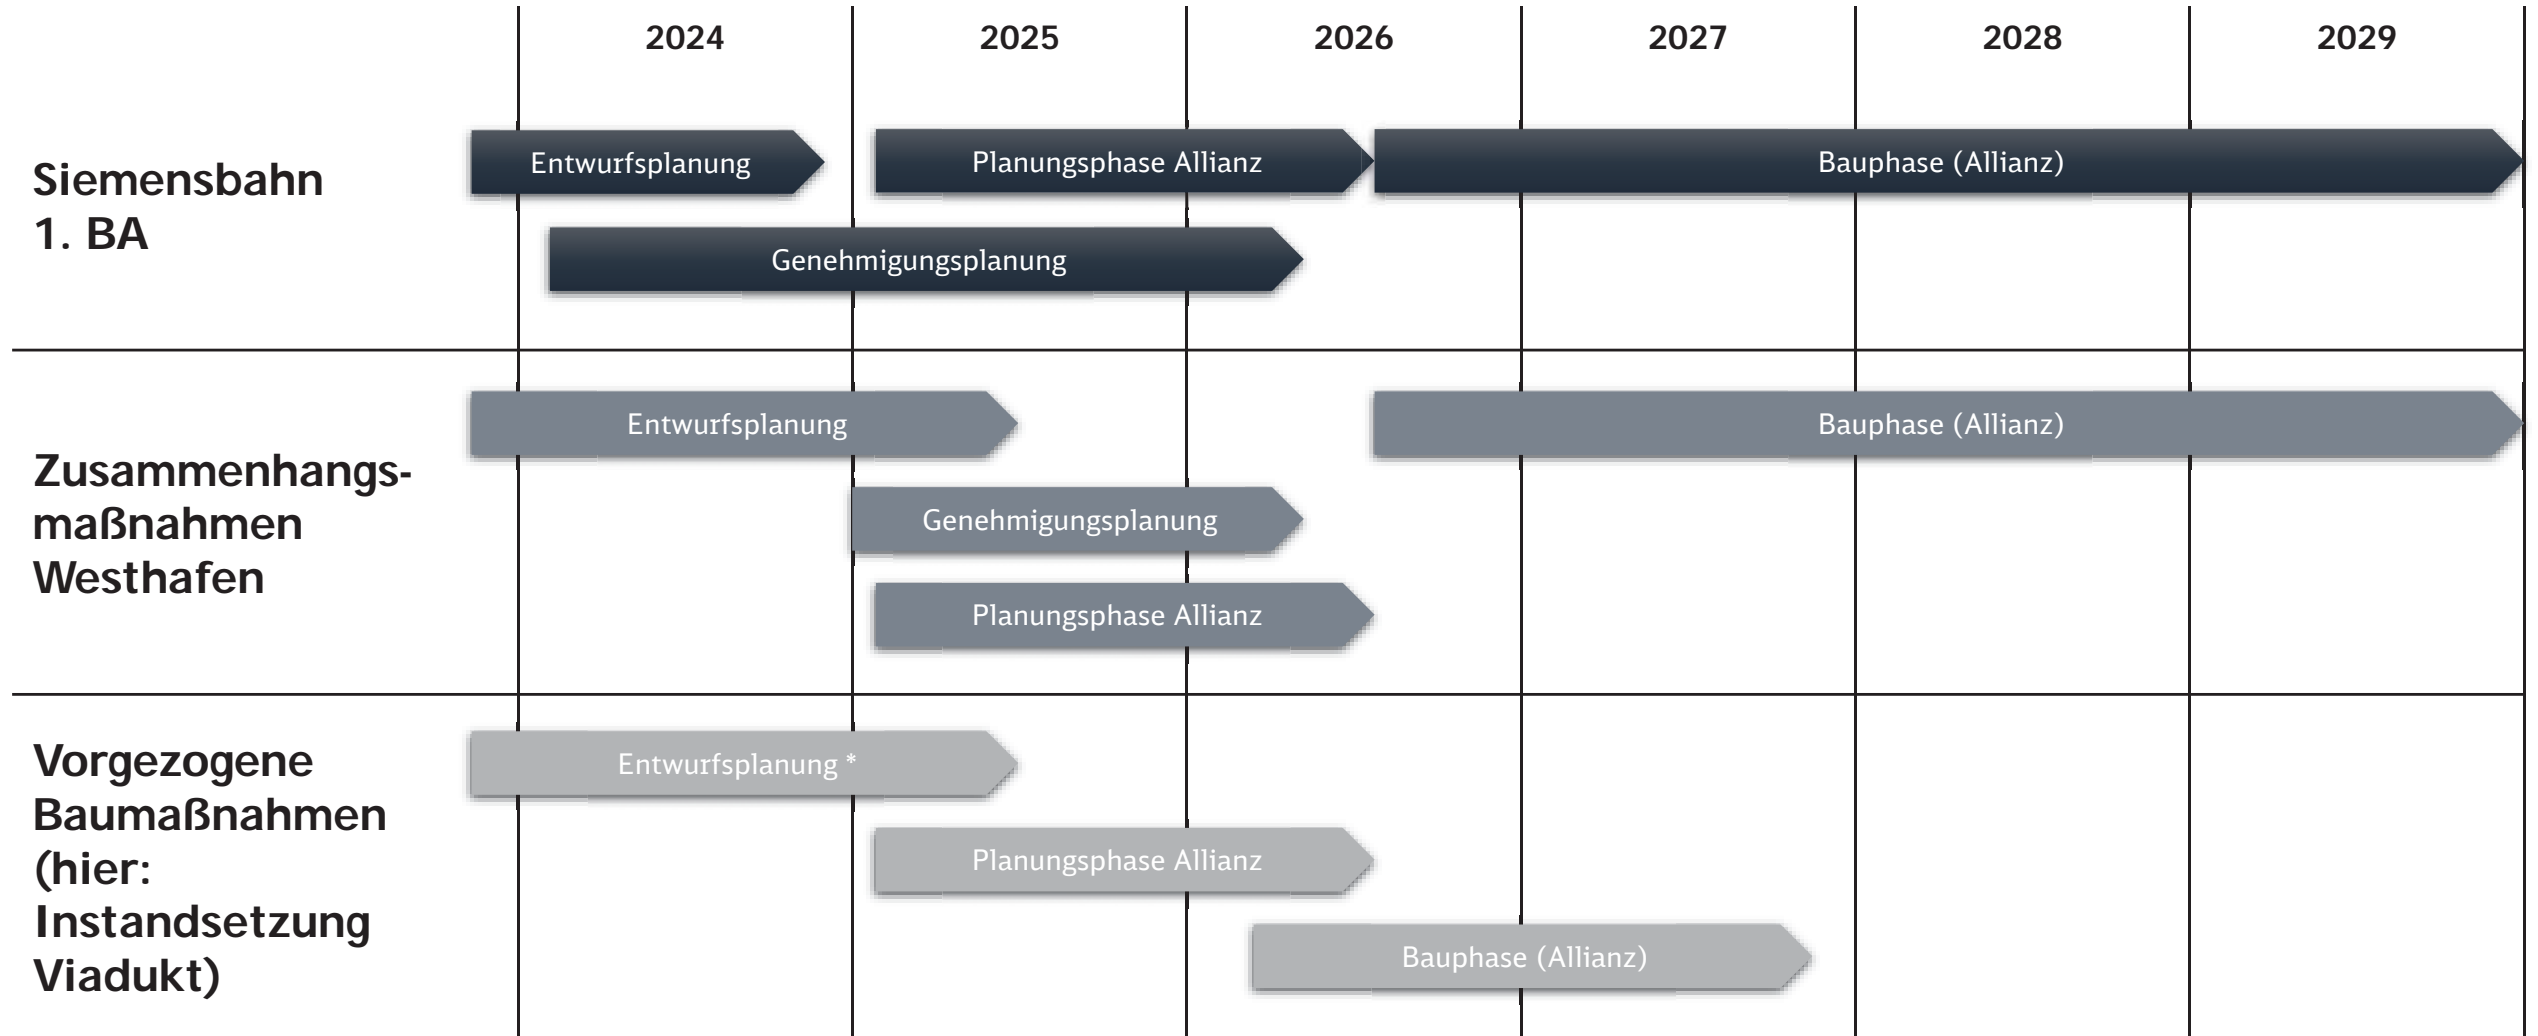 2024 2025 2026 2027 2028 2029
Siemensbahn
1. BA
Entwurfsplanung
Planungsphase Allianz
Bauphase (Allianz)
Genehmigungsplanung
Zusammenhangs-
maßnahmen
Westhafen
Entwurfsplanung
Bauphase (Allianz)
Genehmigungsplanung
Planungsphase Allianz
Vorgezogene
Baumaßnahmen
(hier:
Instandsetzung
Viadukt)
Entwurfsplanung *
Planungsphase Allianz
Bauphase (Allianz)